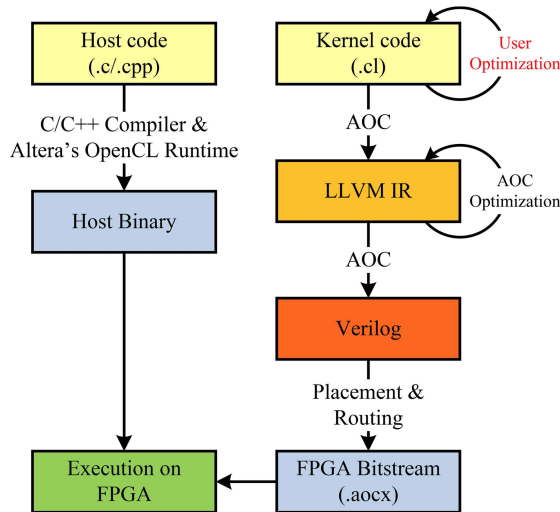 Host code
(.c/.cpp)
Kernel code
(.cl)
User
Optimization
C/C++ Compiler &
Altera's OpenCL Runtime
AOC
Host Binary
LLVM IR
AOC
Optimization
AOC
Verilog
Placement &
Routing
Execution on
FPGA
FPGA Bitstream
(.aocx)